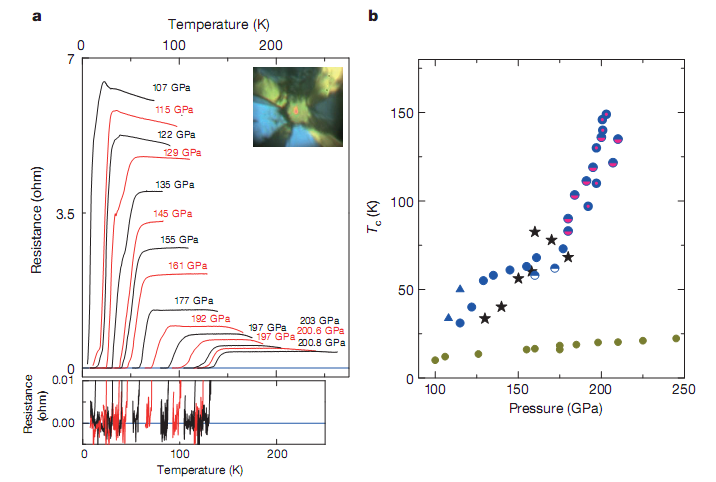 a
Temperature (K)
0 100 200
7
3.5
0
Resistance (ohm)
107 GPa
115 GPa
122 GPa
129 GPa
135 GPa
145 GPa
155 GPa
161 GPa
177 GPa
192 GPa
197 GPa
197 GPa
203 GPa
200.6 GPa
200.8 GPa
0.01
0.00
Resistance
(ohm)
0 100 200
Temperature (K)
b
150
100
50
0
Tc (K)
100 150 200 250
Pressure (GPa)